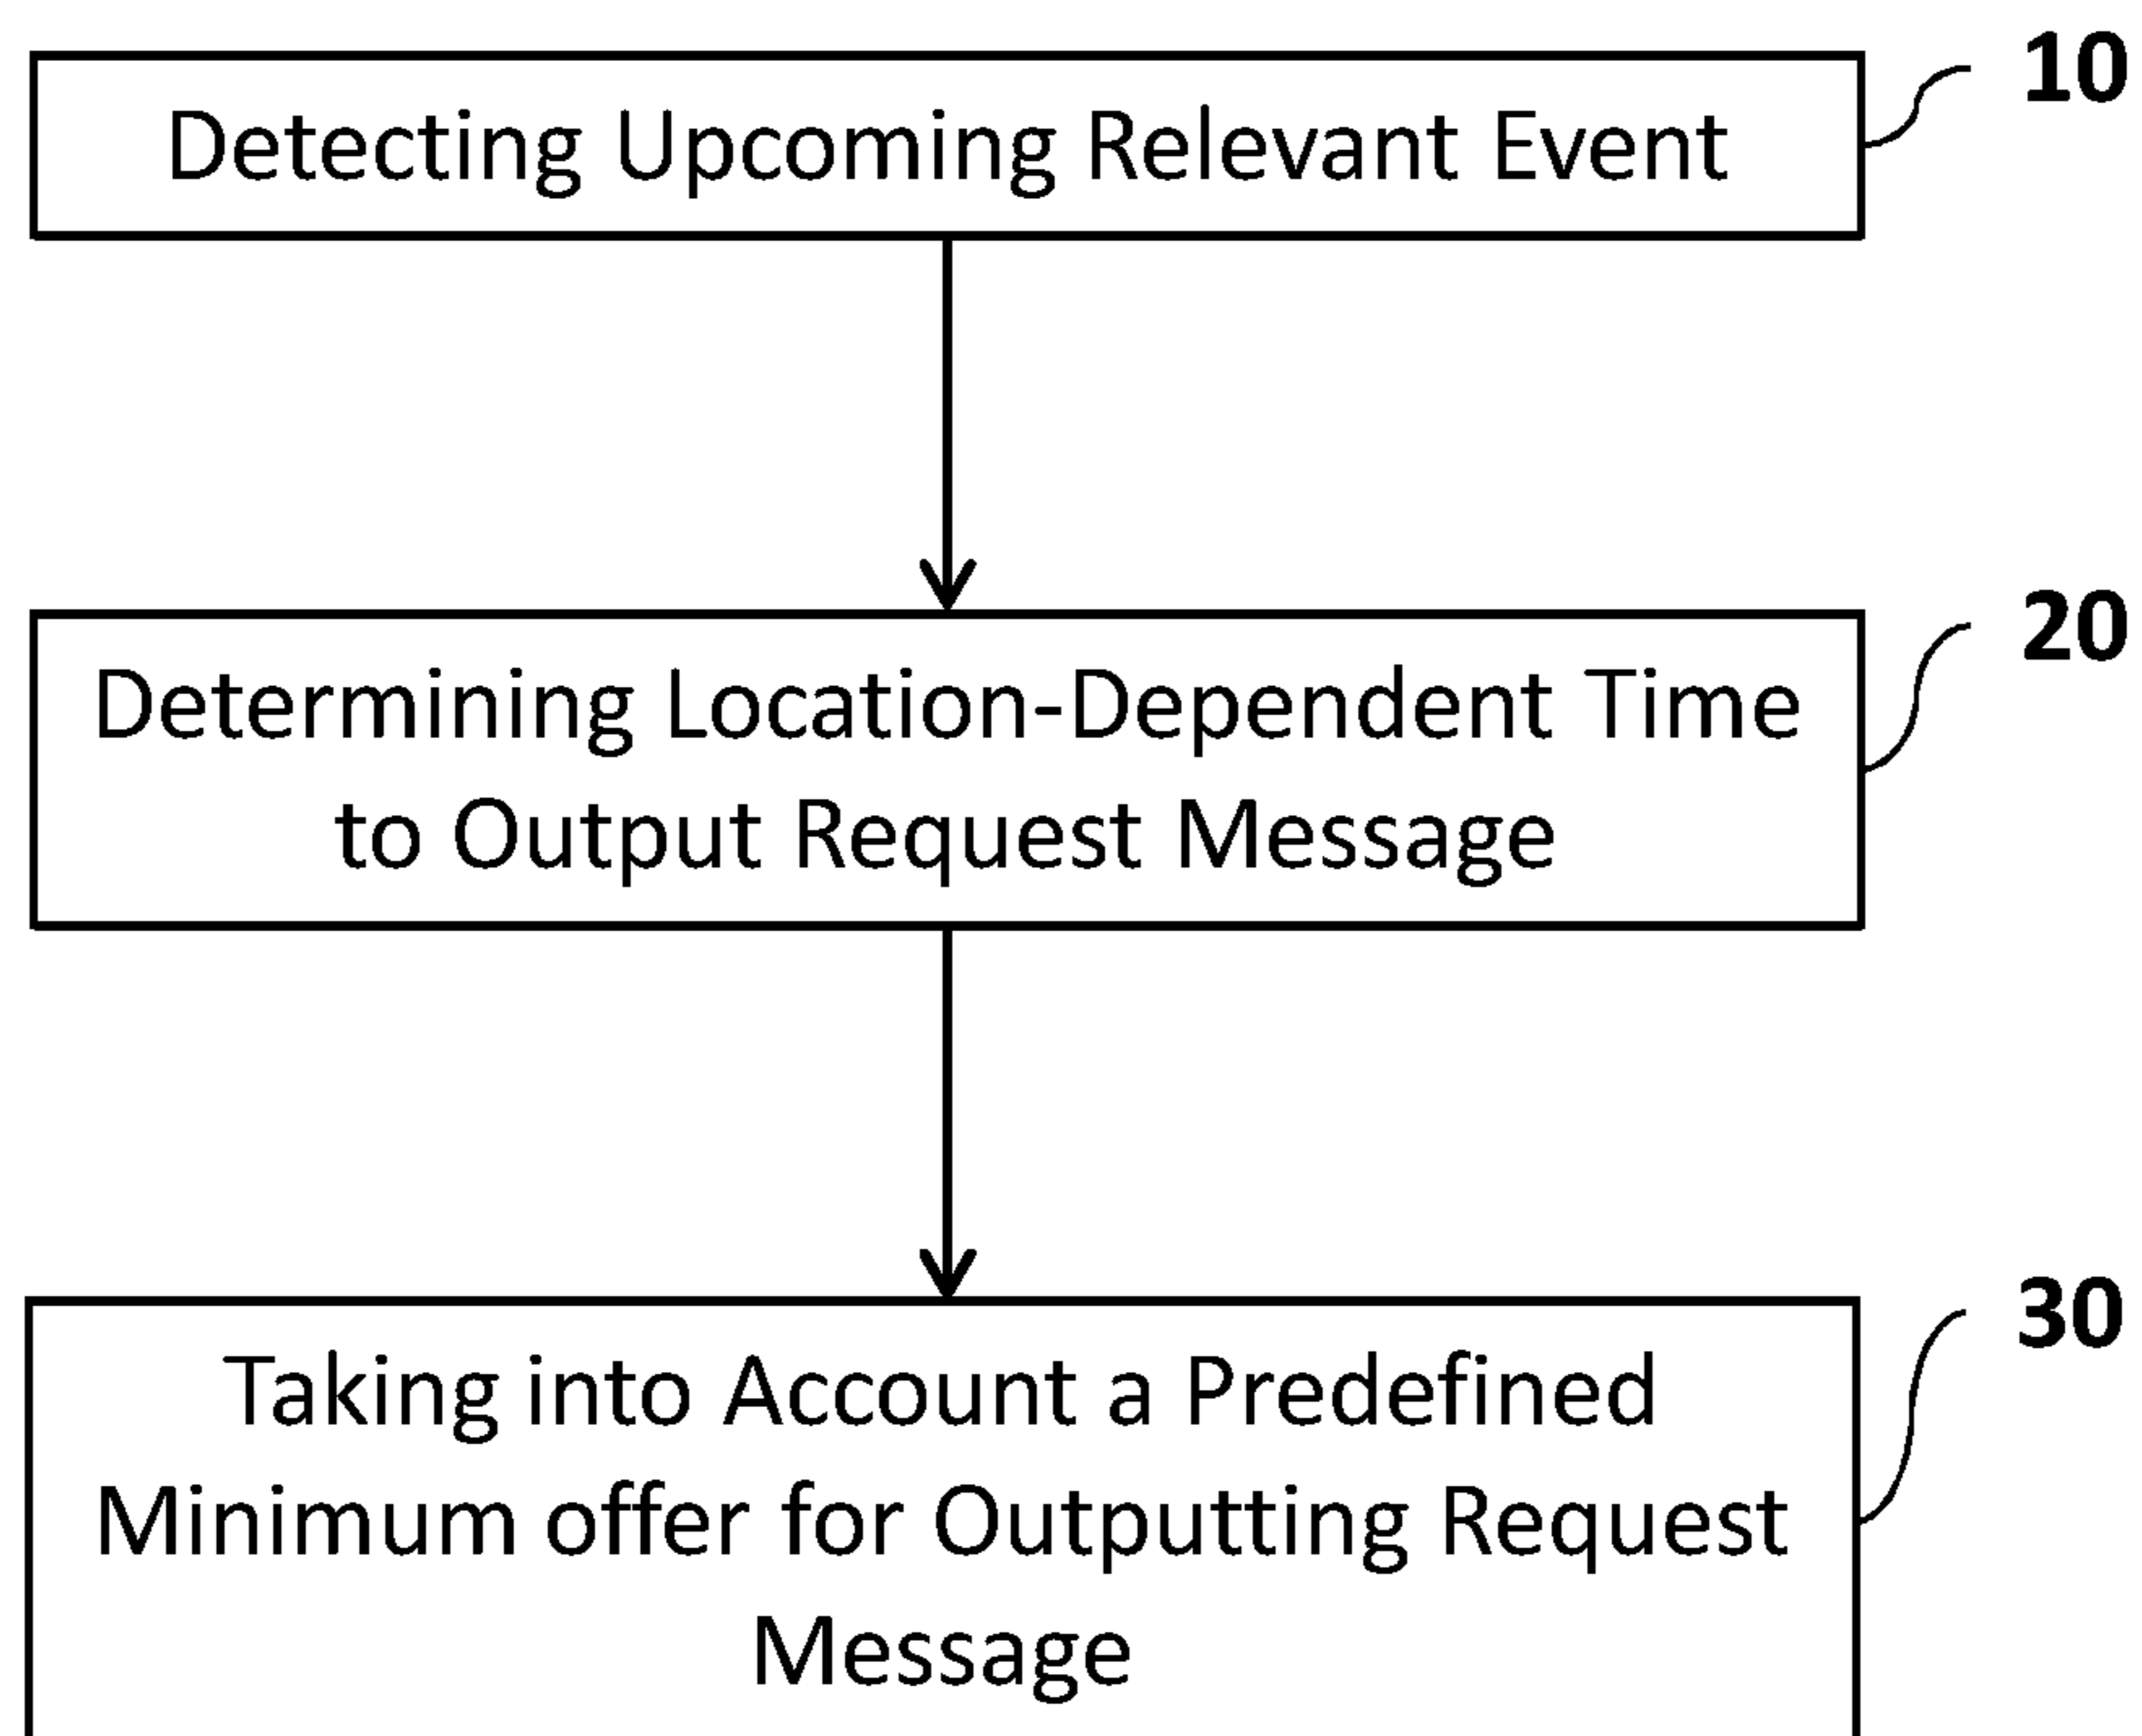 10
Detecting Upcoming Relevant Event
20
Determining Location-Dependent Time
to Output Request Message
30
Taking into Account a Predefined
Minimum offer for Outputting Request
Message